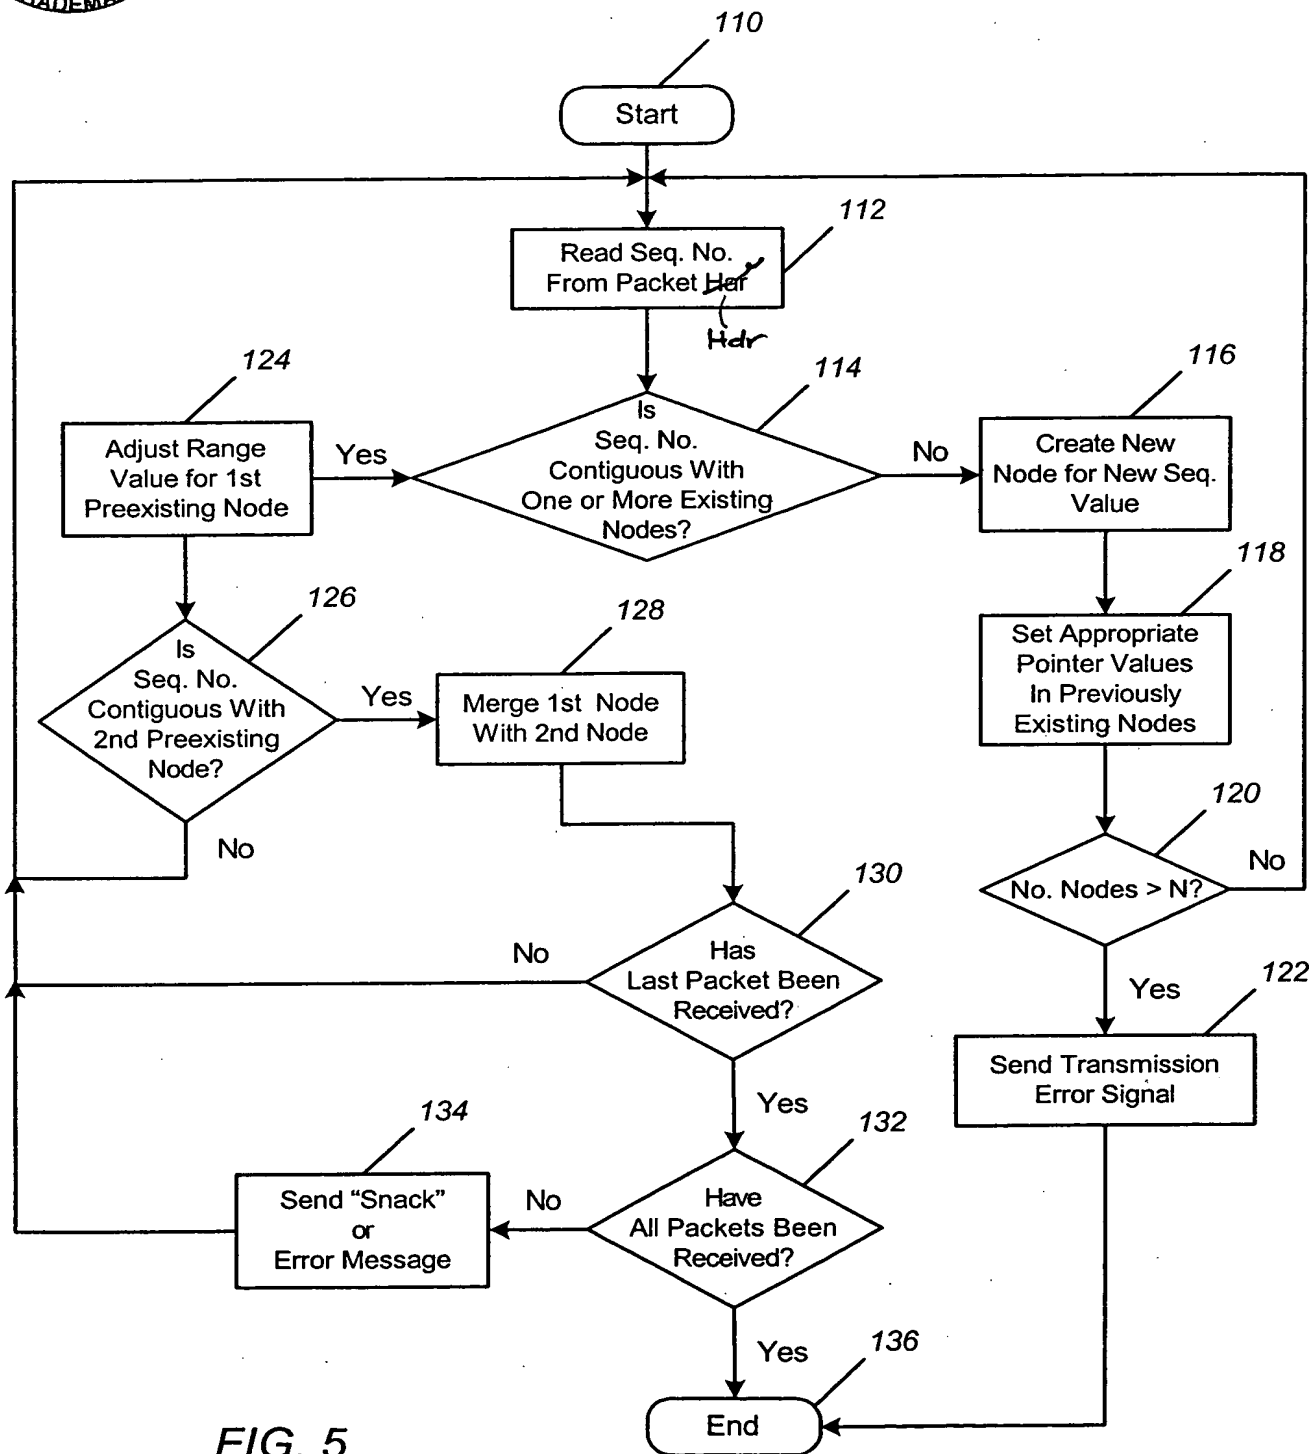 110
Start
112
Read Seq. No.
From Packet Har
Hdr
114
Is
Seq. No.
Contiguous With
One or More Existing
Nodes?
124
Adjust Range
Value for 1st
Preexisting Node
Yes
No
116
Create New
Node for New Seq.
Value
118
Set Appropriate
Pointer Values
In Previously
Existing Nodes
126
Is
Seq. No.
Contiguous With
2nd Preexisting
Node?
Yes
No
128
Merge 1st Node
With 2nd Node
120
No. Nodes > N?
No
Yes
122
Send Transmission
Error Signal
130
Has
Last Packet Been
Received?
No
Yes
132
Have
All Packets Been
Received?
No
134
Send “Snack”
or
Error Message
Yes
136
End
FIG. 5